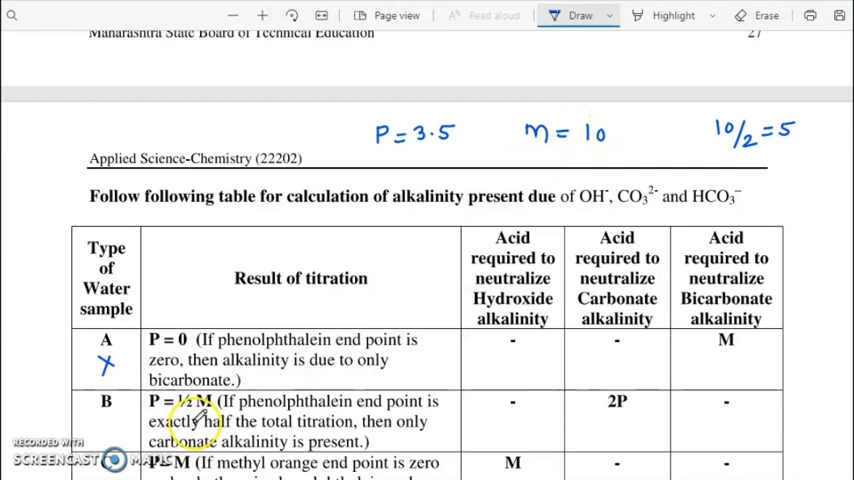 Page view
Read aloud
Draw
Highlight
Erase
Maharashtra State Board of Technical Education
27
P = 3.5 M = 10 10/2 = 5
Applied Science-Chemistry (22202)
Follow following table for calculation of alkalinity present due of OH⁻, CO₃²⁻ and HCO₃⁻
Type of Water sample
Result of titration
Acid required to neutralize Hydroxide alkalinity
Acid required to neutralize Carbonate alkalinity
Acid required to neutralize Bicarbonate alkalinity
A
X
P = 0 (If phenolphthalein end point is
zero, then alkalinity is due to only
bicarbonate.)
-
-
M
B
P = ½ M (If phenolphthalein end point is
exactly half the total titration, then only
carbonate alkalinity is present.)
-
2P
-
P= M (If methyl orange end point is zero
M
-
-
RECORDED WITH
SCREENCAST MATIC